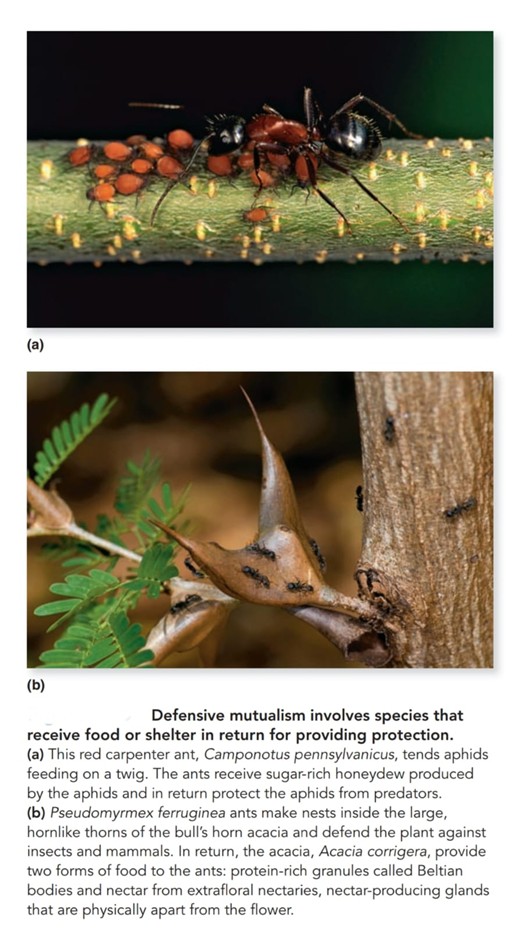 (a)
(b)
Defensive mutualism involves species that
receive food or shelter in return for providing protection.
(a) This red carpenter ant, Camponotus pennsylvanicus, tends aphids
feeding on a twig. The ants receive sugar-rich honeydew produced
by the aphids and in return protect the aphids from predators.
(b) Pseudomyrmex ferruginea ants make nests inside the large,
hornlike thorns of the bull's horn acacia and defend the plant against
insects and mammals. In return, the acacia, Acacia corrigera, provide
two forms of food to the ants: protein-rich granules called Beltian
bodies and nectar from extrafloral nectaries, nectar-producing glands
that are physically apart from the flower.